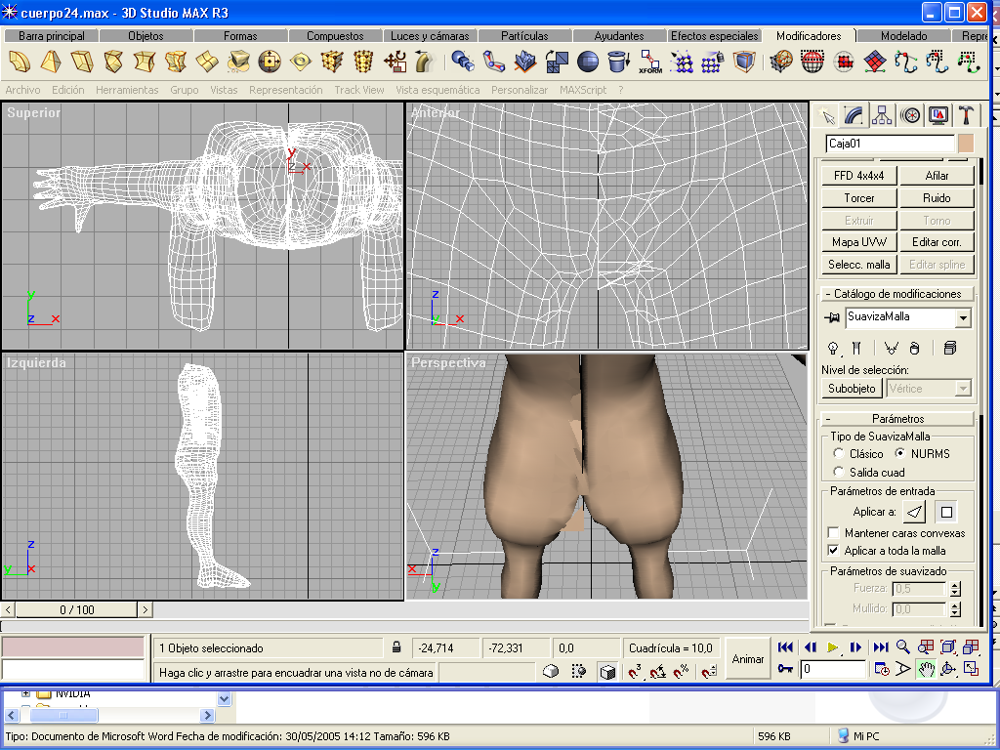 cuerpo24.max - 3D Studio MAX R3
Barra principal Objetos Formas Compuestos Luces y cámaras Partículas Ayudantes Efectos especiales Modificadores Modelado Repre
XFORM
Archivo Edición Herramientas Grupo Vistas Representación Track View Vista esquemática Personalizar MAXScript ?
Superior
Anterior
y
z x
y
z x
z
y x
Izquierda
Perspectiva
z
y x
z
x
y
Caja01
FFD 4x4x4 Afilar
Torcer Ruido
Extruir Torno
Mapa UVW Editar corr.
Selecc. malla Editar spline
- Catálogo de modificaciones
SuavizaMalla
Nivel de selección:
Subobjeto Vértice
- Parámetros
Tipo de SuavizaMalla
Clásico NURMS
Salida cuad
Parámetros de entrada
Aplicar a:
Mantener caras convexas
Aplicar a toda la malla
Parámetros de suavizado
Fuerza: 0,5
Mullido: 0,0
< 0 / 100 >
1 Objeto seleccionado -24,714 -72,331 0,0 Cuadrícula = 10,0
Animar
Haga clic y arrastre para encuadrar una vista no de cámara
3 % 0
NVIDIA
Tipo: Documento de Microsoft Word Fecha de modificación: 30/05/2005 14:12 Tamaño: 596 KB 596 KB Mi PC